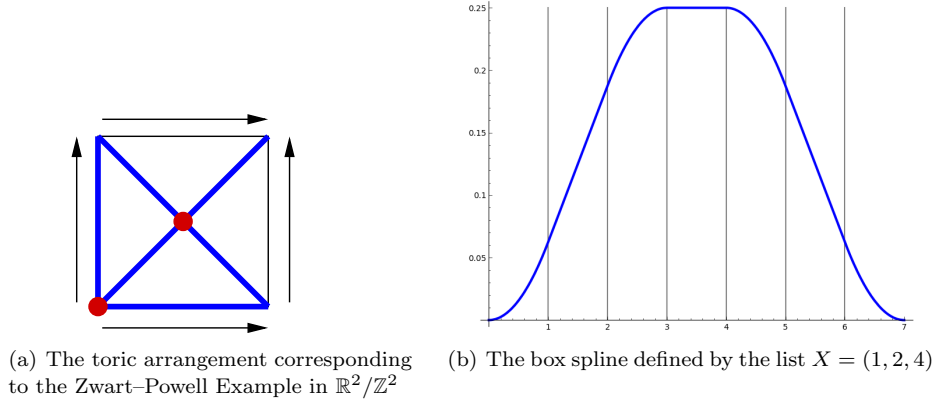 0.25
0.2
0.15
0.1
0.05
1 2 3 4 5 6 7
(a) The toric arrangement corresponding
to the Zwart–Powell Example in ℝ²/ℤ²
(b) The box spline defined by the list X = (1, 2, 4)